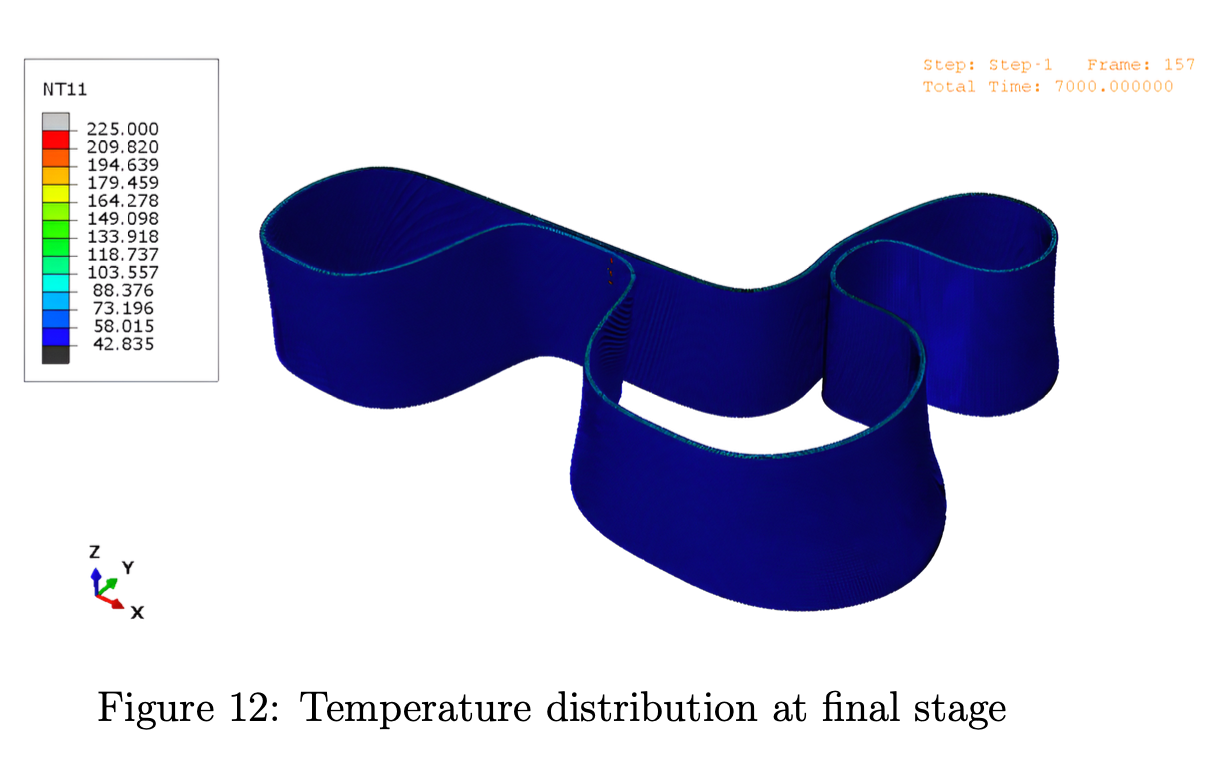 NT11
225.000
209.820
194.639
179.459
164.278
149.098
133.918
118.737
103.557
88.376
73.196
58.015
42.835
Step: Step-1 Frame: 157
Total Time: 7000.000000
Z
Y
X
Figure 12: Temperature distribution at final stage